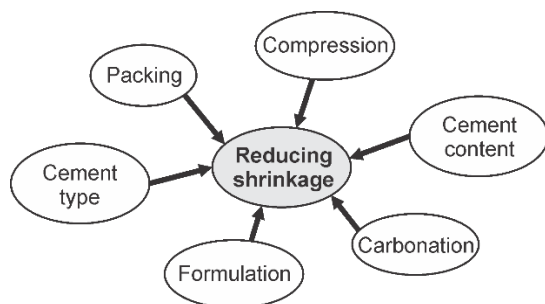 Compression
Packing
Cement
content
Reducing
shrinkage
Cement
type
Carbonation
Formulation